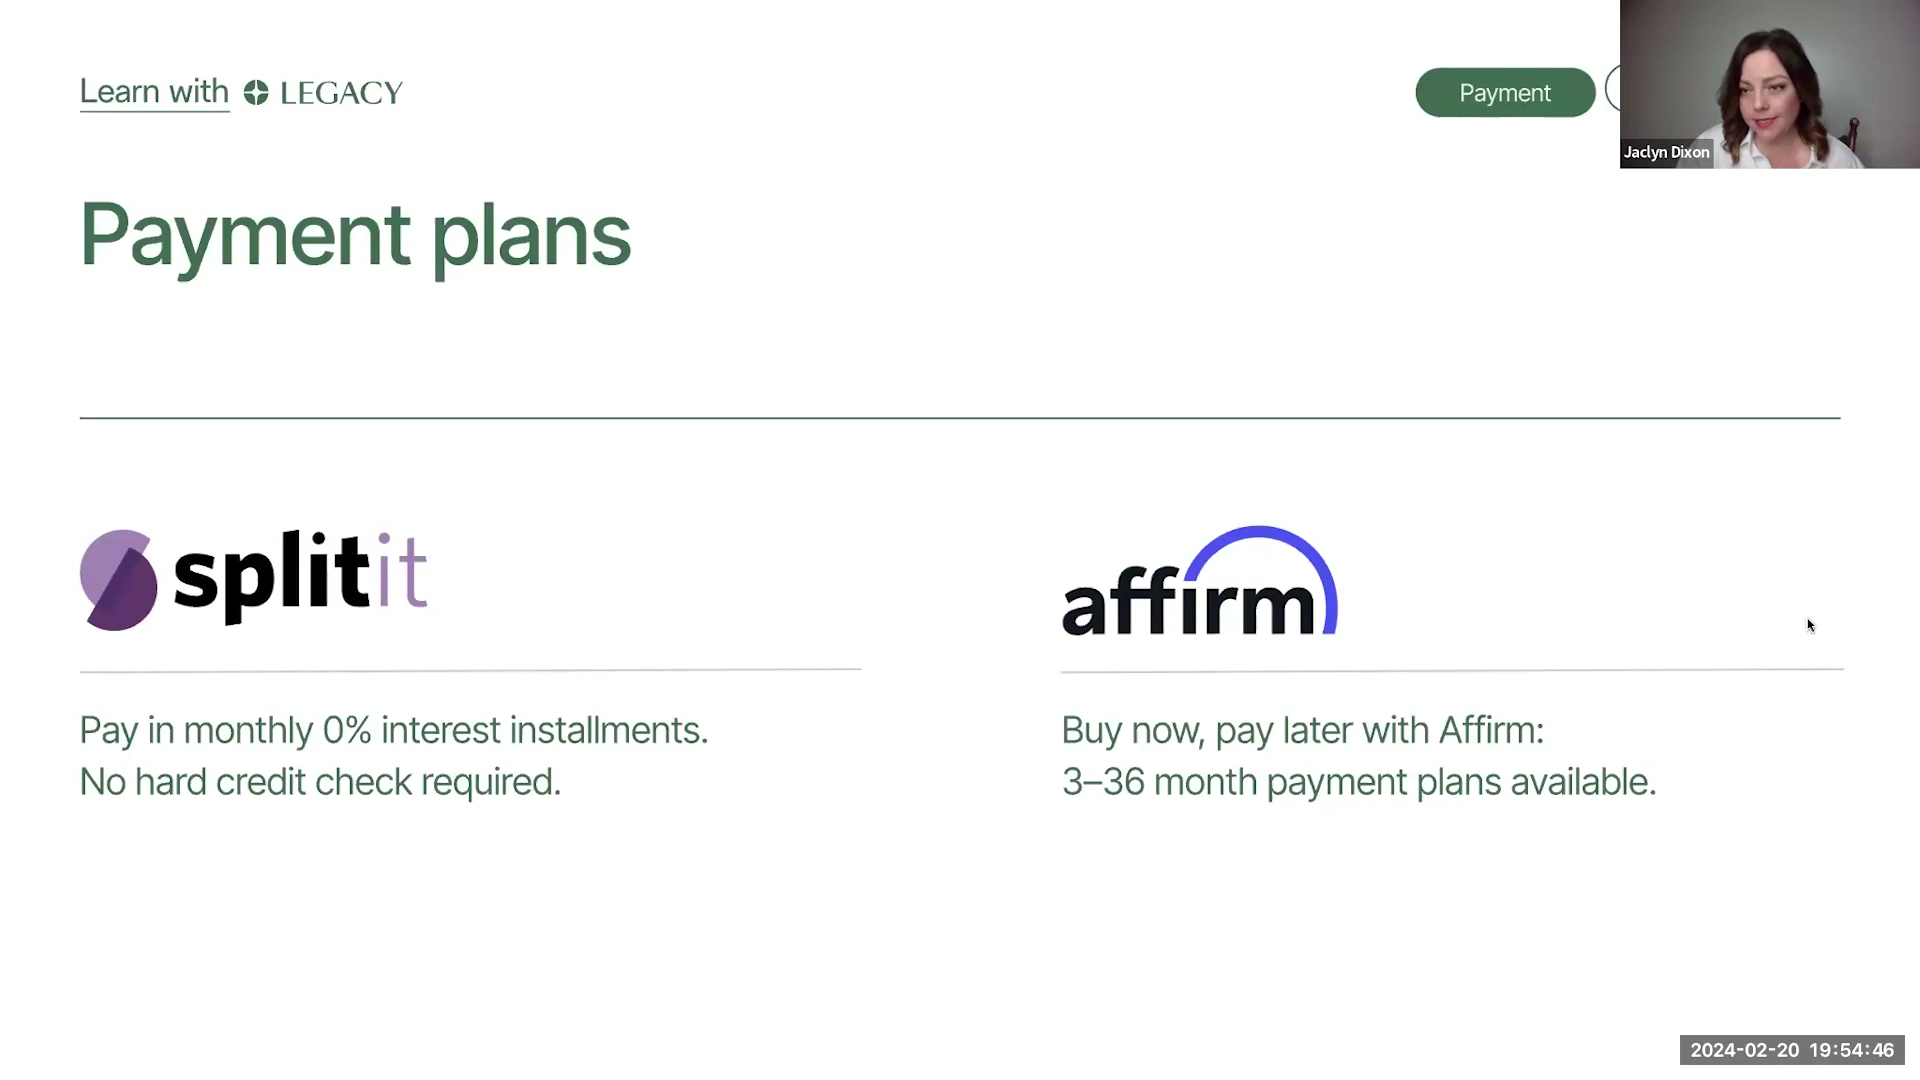 Learn with LEGACY
Payment
Jaclyn Dixon
Payment plans
splitit
affirm
Pay in monthly 0% interest installments.
No hard credit check required.
Buy now, pay later with Affirm:
3–36 month payment plans available.
2024-02-20 19:54:46